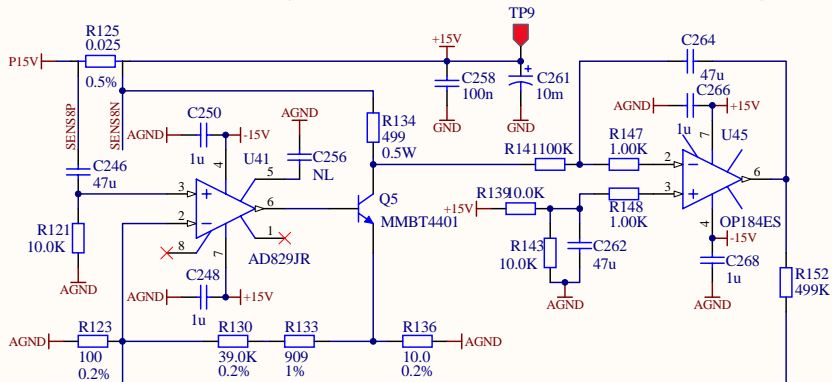 TP9
R125
0.025
0.5%
P15V
+15V
SENS8P
SENS8N
C258
100n
GND
+
C261
10m
GND
C264
47u
C266
1u
AGND
+15V
C250
AGND
1u
-15V
AGND
C256
NL
R134
499
0.5W
U41
C246
47u
R121
10.0K
AGND
3
2
4
5
6
8
7
1
+
−
AD829JR
C248
AGND
1u
+15V
Q5
MMBT4401
R141
100K
R147
1.00K
U45
7
2
3
6
4
−
+
OP184ES
+15V
R139
10.0K
R148
1.00K
R143
10.0K
C262
47u
AGND
-15V
C268
1u
AGND
R152
499K
AGND
R123
100
0.2%
R130
39.0K
0.2%
R133
909
1%
R136
10.0
0.2%
AGND